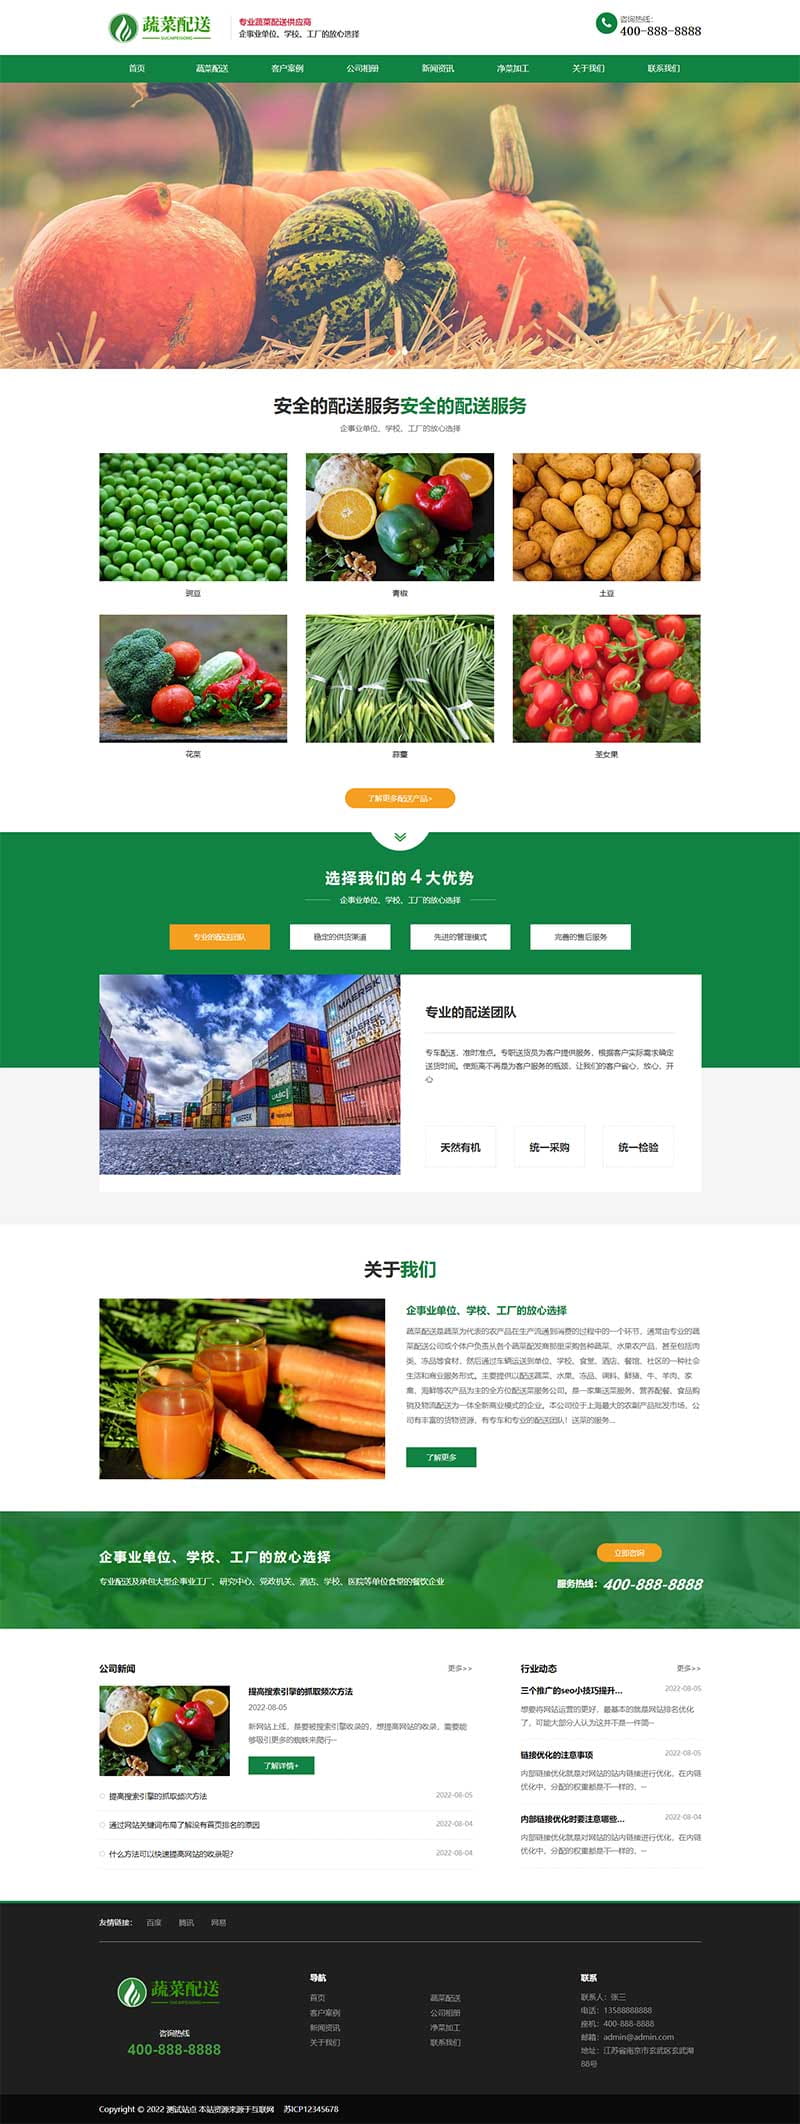 蔬菜配送
SUCAIPEISONG
专业蔬菜配送供应商
企事业单位、学校、工厂的放心选择
咨询热线:
400-888-8888
首页 蔬菜配送 客户案例 公司相册 新闻资讯 净菜加工 关于我们 联系我们
安全的配送服务安全的配送服务
企事业单位、学校、工厂的放心选择
豌豆 青椒 土豆
花菜 蒜薹 圣女果
了解更多配送产品>
选择我们的4大优势
企事业单位、学校、工厂的放心选择
专业的配送团队 稳定的供货渠道 先进的管理模式 完善的售后服务
MAERSK
MAERSK
SEALAND
UASC
MAERSK
专业的配送团队
专车配送，准时准点。专职送货员为客户提供服务，根据客户实际需求确定
送货时间。使距离不再是为客户服务的瓶颈，让我们的客户省心，放心，开
心
天然有机 统一采购 统一检验
关于我们
企事业单位、学校、工厂的放心选择
蔬菜配送是蔬菜为代表的农产品在生产流通到消费的过程中的一个环节，通常由专业的蔬
菜配送公司或个体户负责从各个蔬菜配发商那里采购各种蔬菜、水果农产品，甚至包括肉
类、冻品等食材，然后通过车辆运送到单位、学校、食堂、酒店、餐馆、社区的一种社会
生活和商业服务形式。主要提供以配送蔬菜、水果、冻品、调料、鲜猪、牛、羊肉、家
禽、海鲜等农产品为主的全方位配送菜服务公司。是一家集送菜服务、营养配餐、食品购
销及物流配送为一体全新商业模式的企业。本公司位于上海最大的农副产品批发市场，公
司有丰富的货物资源，有专车和专业的配送团队！送菜的服务...
了解更多
企事业单位、学校、工厂的放心选择
专业配送及承包大型企事业工厂、研究中心、党政机关、酒店、学校、医院等单位食堂的餐饮企业
立即咨询
服务热线：400-888-8888
公司新闻 更多>>
提高搜索引擎的抓取频次方法
2022-08-05
新网站上线，是要被搜索引擎收录的，想提高网站的收录，需要能
够吸引更多的蜘蛛来爬行···
了解详情+
提高搜索引擎的抓取频次方法 2022-08-05
通过网站关键词布局了解没有首页排名的原因 2022-08-04
什么方法可以快速提高网站的收录呢？ 2022-08-04
行业动态 更多>>
三个推广的seo小技巧提升... 2022-08-05
想要将网站运营的更好，最基本的就是网站排名优化
了，可能大部分人认为这并不是一件简···
链接优化的注意事项 2022-08-05
内部链接优化就是对网站的站内链接进行优化，在内链
优化中，分配的权重都是不一样的，···
内部链接优化时要注意哪些... 2022-08-04
内部链接优化就是对网站的站内链接进行优化，在内链
优化中，分配的权重都是不一样的，···
友情链接： 百度 腾讯 网易
蔬菜配送
SUCAIPEISONG
咨询热线
400-888-8888
导航
首页 蔬菜配送
客户案例 公司相册
新闻资讯 净菜加工
关于我们 联系我们
联系
联系人：张三
电话：13588888888
座机：400-888-8888
邮箱：admin@admin.com
地址：江苏省南京市玄武区玄武湖
88号
Copyright © 2022 测试站点 本站资源来源于互联网 苏ICP12345678